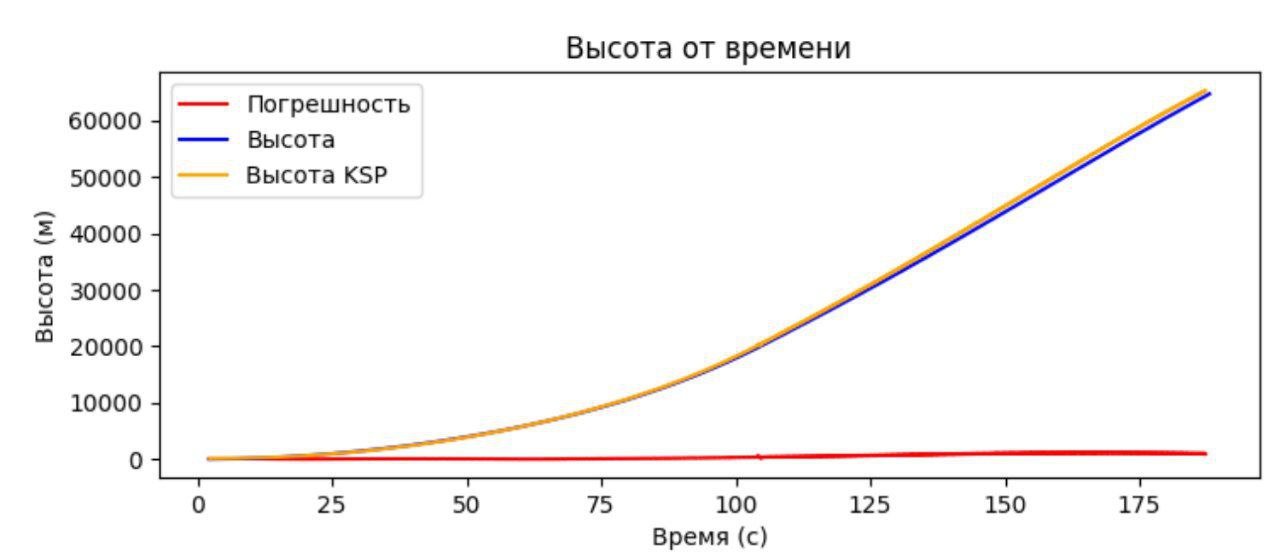 Высота от времени
Погрешность
Высота
Высота KSP
Высота (м)
60000
50000
40000
30000
20000
10000
0
0 25 50 75 100 125 150 175
Время (с)